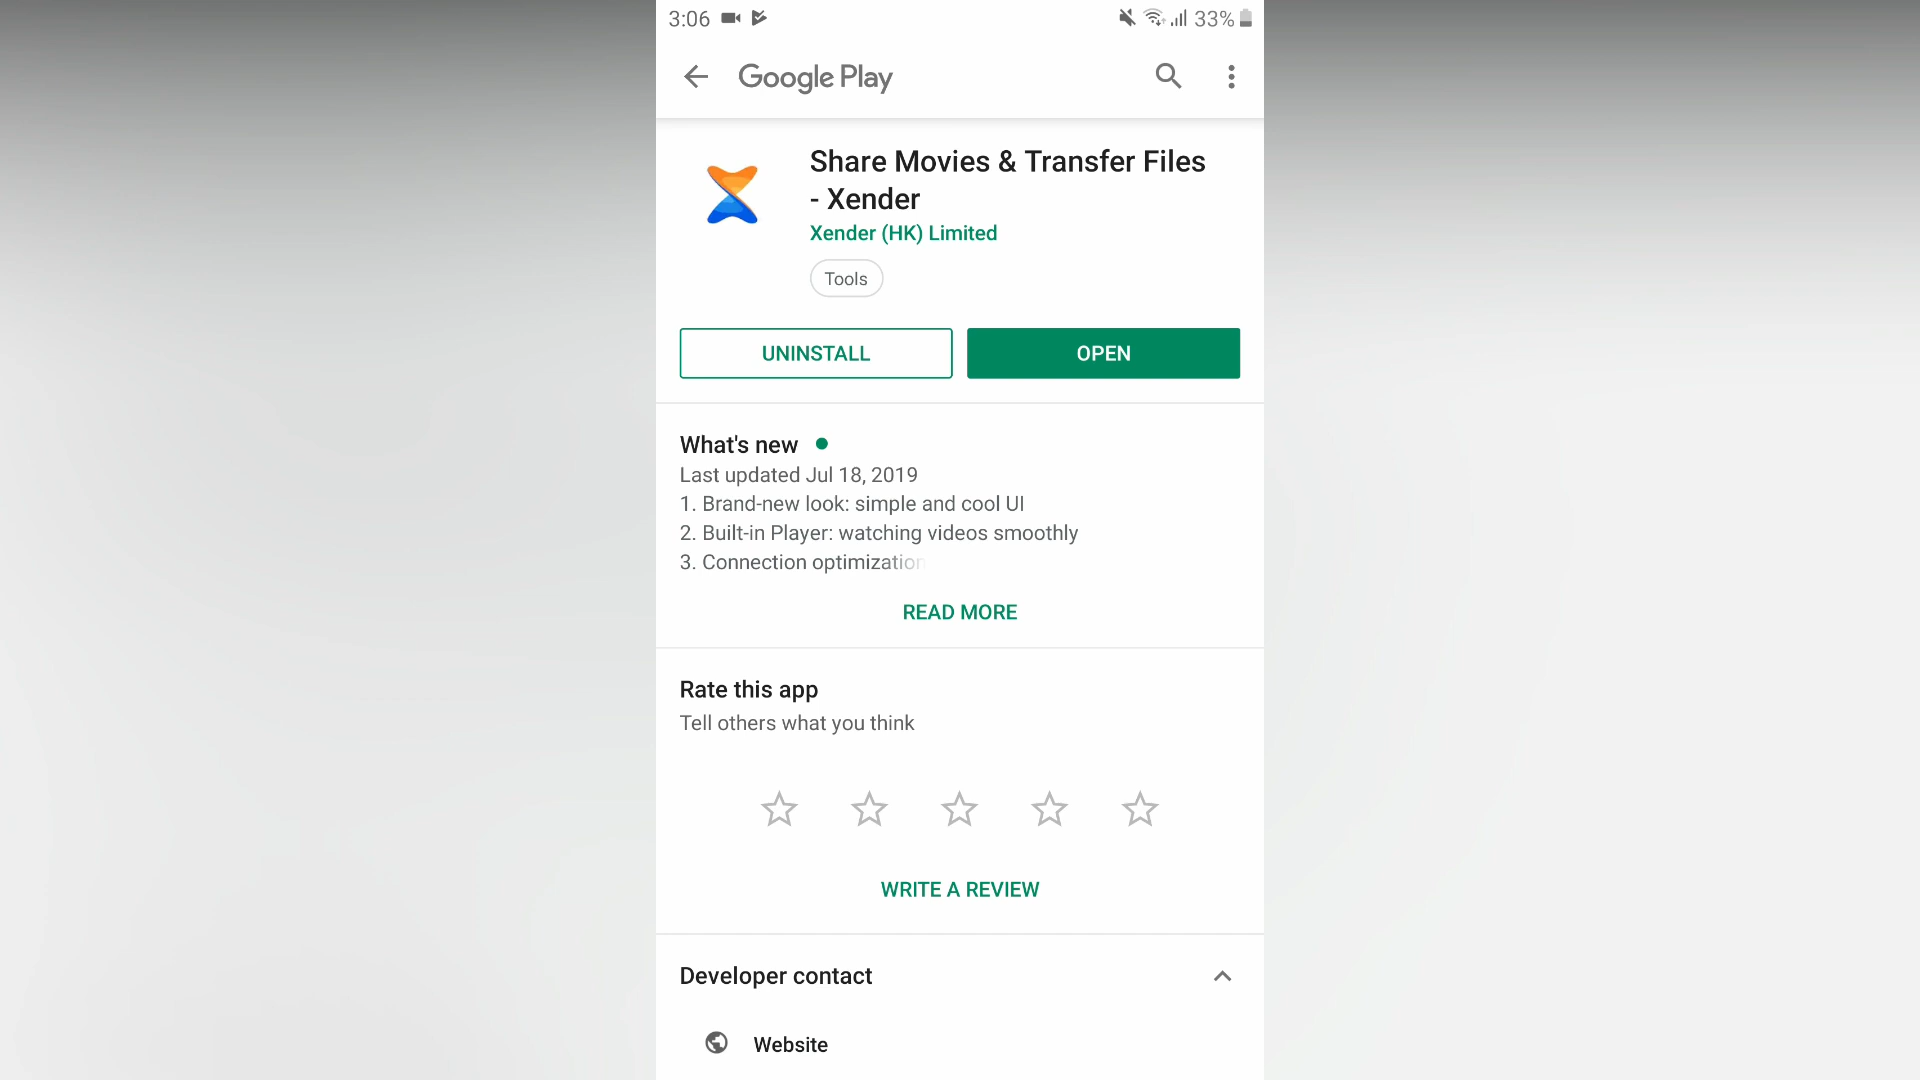 3:06
33%
Google Play
Share Movies & Transfer Files
- Xender
Xender (HK) Limited
Tools
UNINSTALL
OPEN
What's new
Last updated Jul 18, 2019
1. Brand-new look: simple and cool UI
2. Built-in Player: watching videos smoothly
3. Connection optimization
READ MORE
Rate this app
Tell others what you think
WRITE A REVIEW
Developer contact
Website